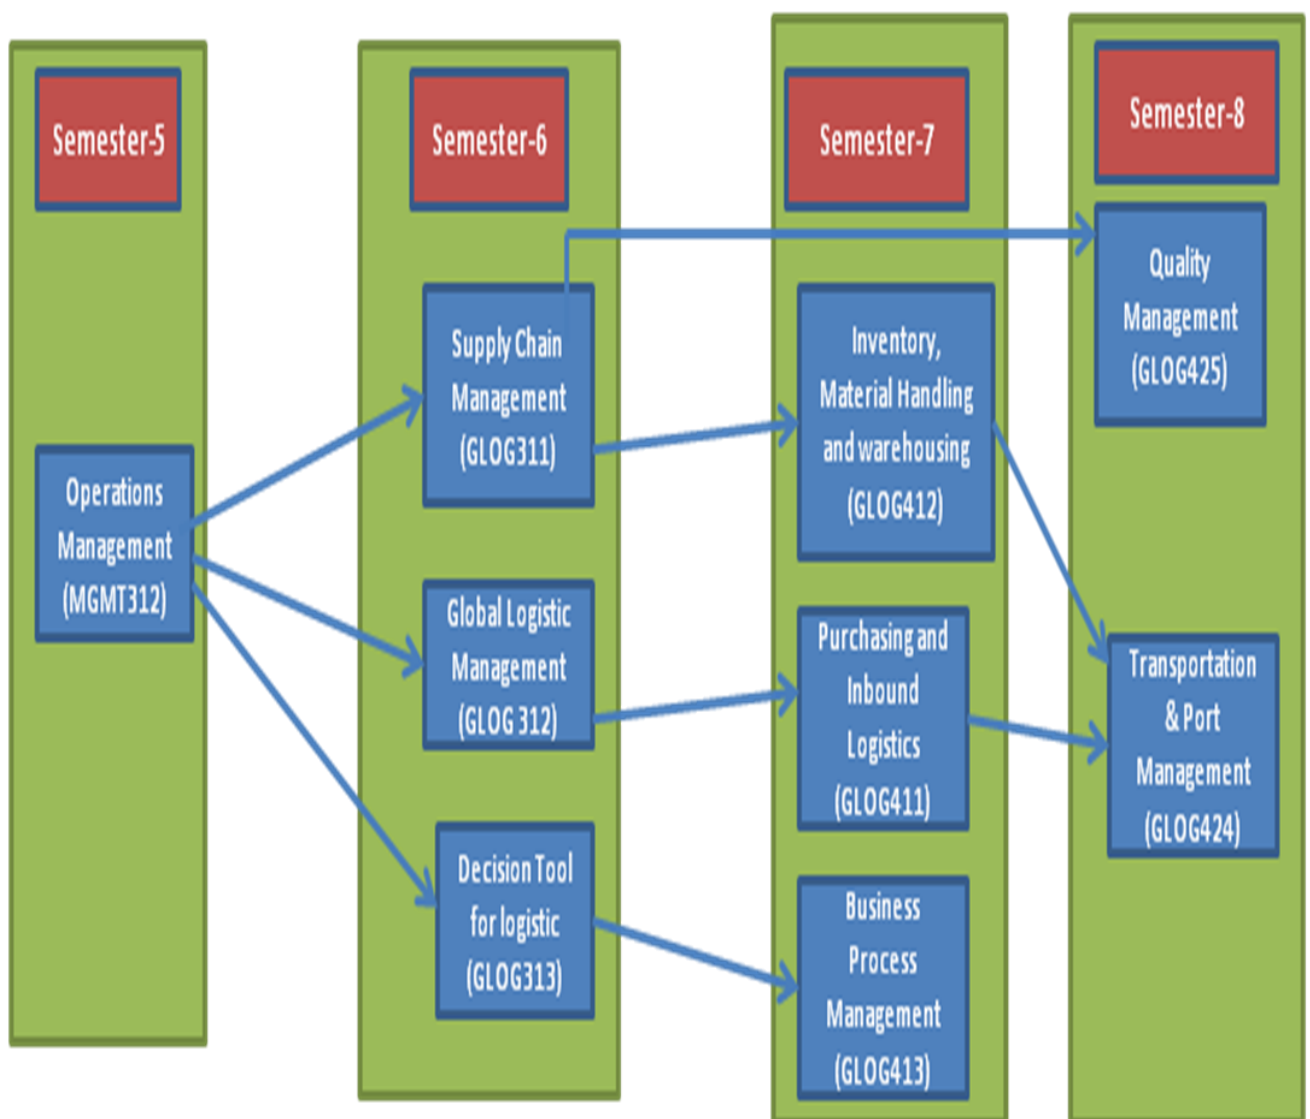 Semester-5
Operations
Management
(MGMT312)
Semester-6
Supply Chain
Management
(GLOG311)
Global Logistic
Management
(GLOG 312)
Decision Tool
for logistic
(GLOG313)
Semester-7
Inventory,
Material Handling
and warehousing
(GLOG412)
Purchasing and
Inbound
Logistics
(GLOG411)
Business
Process
Management
(GLOG413)
Semester-8
Quality
Management
(GLOG425)
Transportation
& Port
Management
(GLOG424)